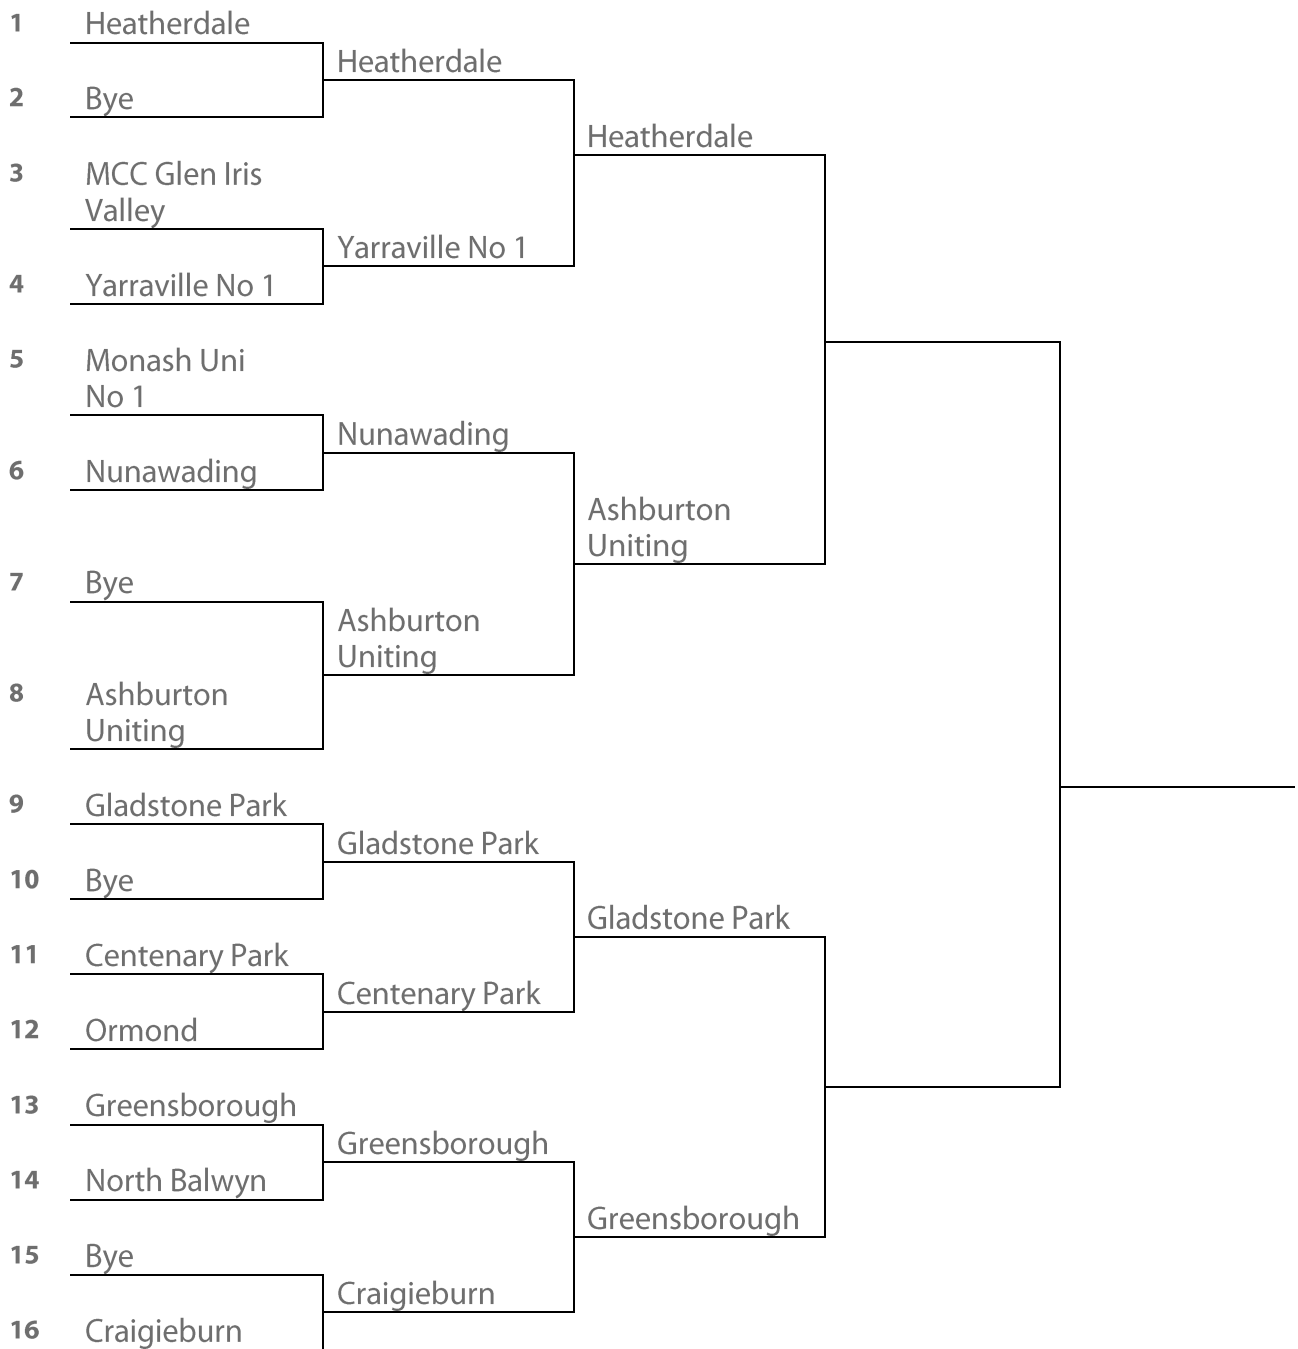 1 Heatherdale
Heatherdale
2 Bye
Heatherdale
3 MCC Glen Iris
Valley
Yarraville No 1
4 Yarraville No 1
5 Monash Uni
No 1
Nunawading
6 Nunawading
Ashburton
Uniting
7 Bye
Ashburton
Uniting
8 Ashburton
Uniting
9 Gladstone Park
Gladstone Park
10 Bye
Gladstone Park
11 Centenary Park
Centenary Park
12 Ormond
13 Greensborough
Greensborough
14 North Balwyn
Greensborough
15 Bye
Craigieburn
16 Craigieburn